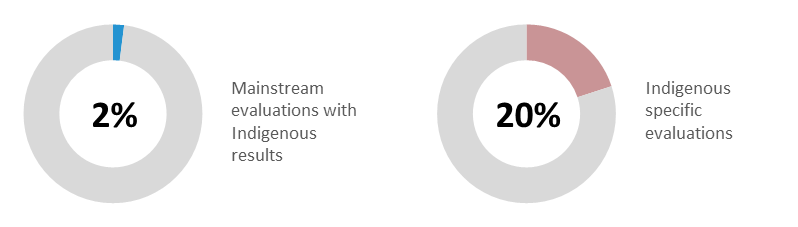 2%
Mainstream
evaluations with
Indigenous
results
20%
Indigenous
specific
evaluations